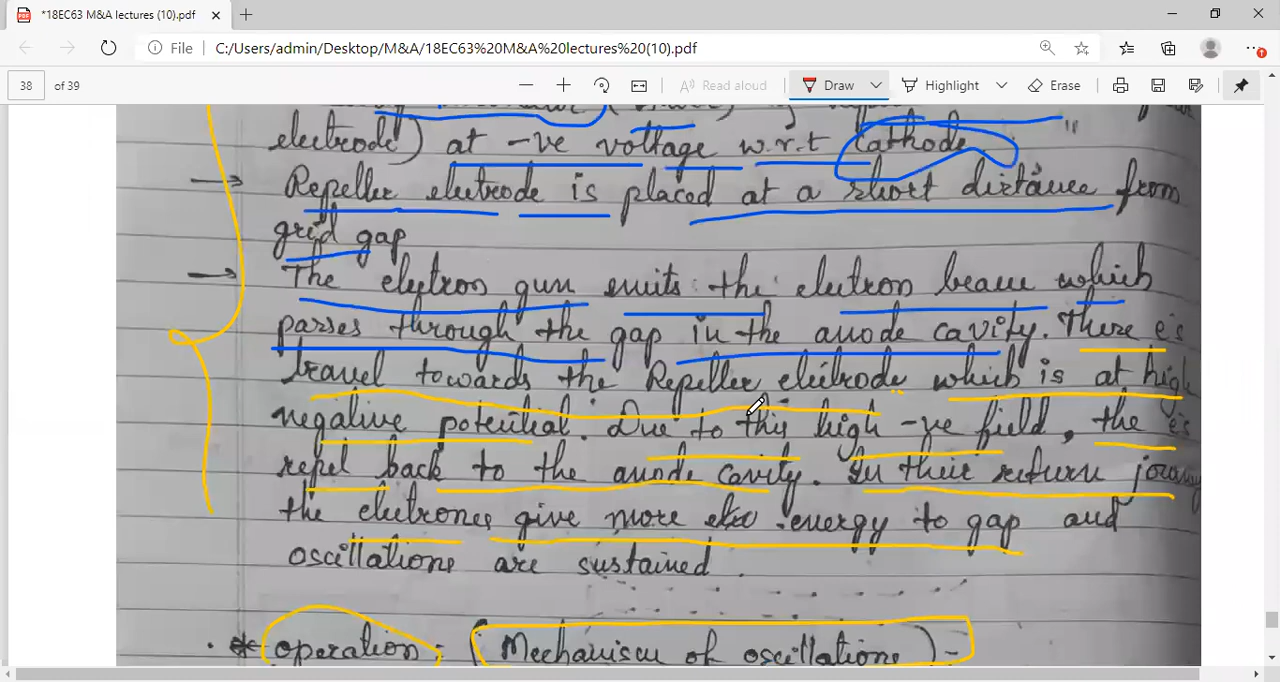 *18EC63 M&A lectures (10).pdf
File C:/Users/admin/Desktop/M&A/18EC63%20M&A%20lectures%20(10).pdf
38 of 39 Read aloud Draw Highlight Erase
electrode) at -ve voltage w.r.t Cathode "
→ Repeller electrode is placed at a short distance from
grid gap
→ The electron gun emits the electron beam which
passes through the gap in the anode cavity. There e's
travel towards the Repeller electrode which is at high
negative potential. Due to this high -ve field, the e's
repel back to the anode cavity. In their return
the electrons give more energy to gap and
oscillations are sustained.
* operation: (Mechanism of oscillations) -